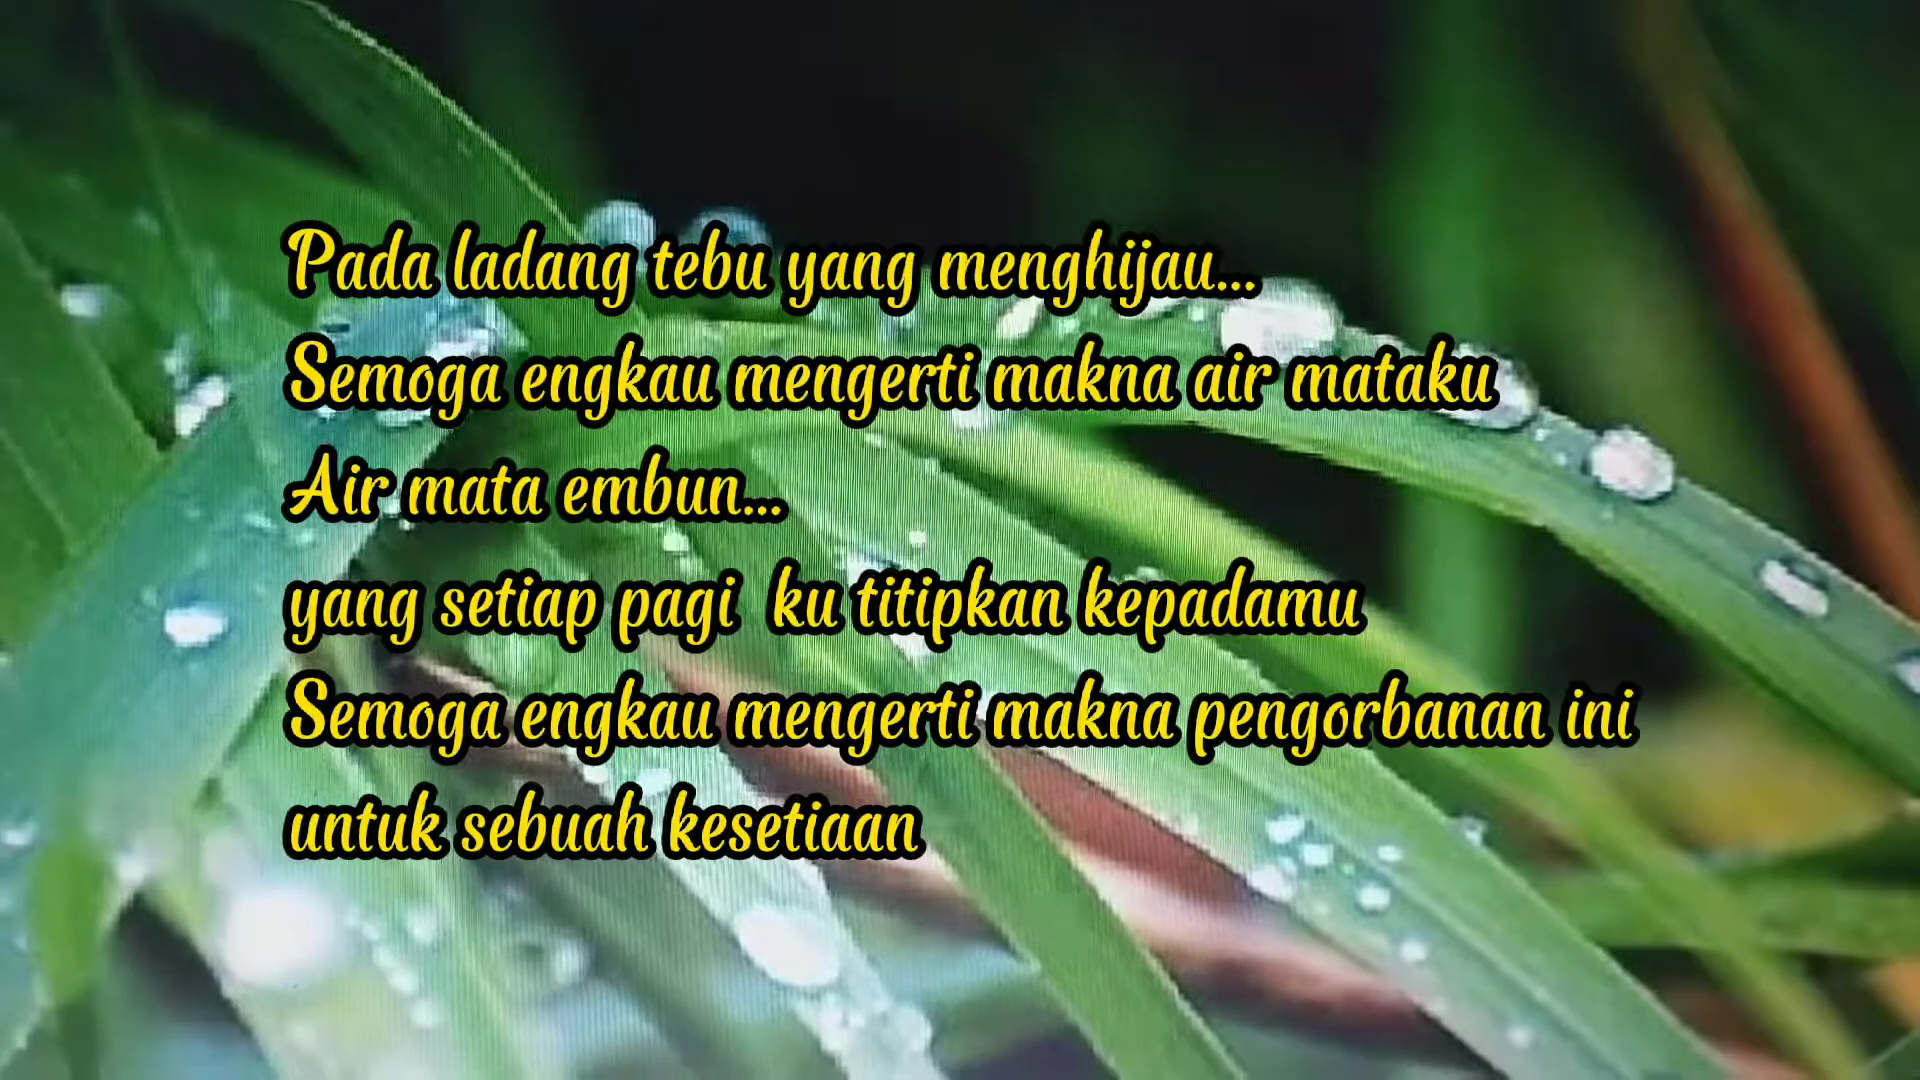 Pada ladang tebu yang menghijau...
Semoga engkau mengerti makna air mataku
Air mata embun...
yang setiap pagi  ku titipkan kepadamu
Semoga engkau mengerti makna pengorbanan ini
untuk sebuah kesetiaan